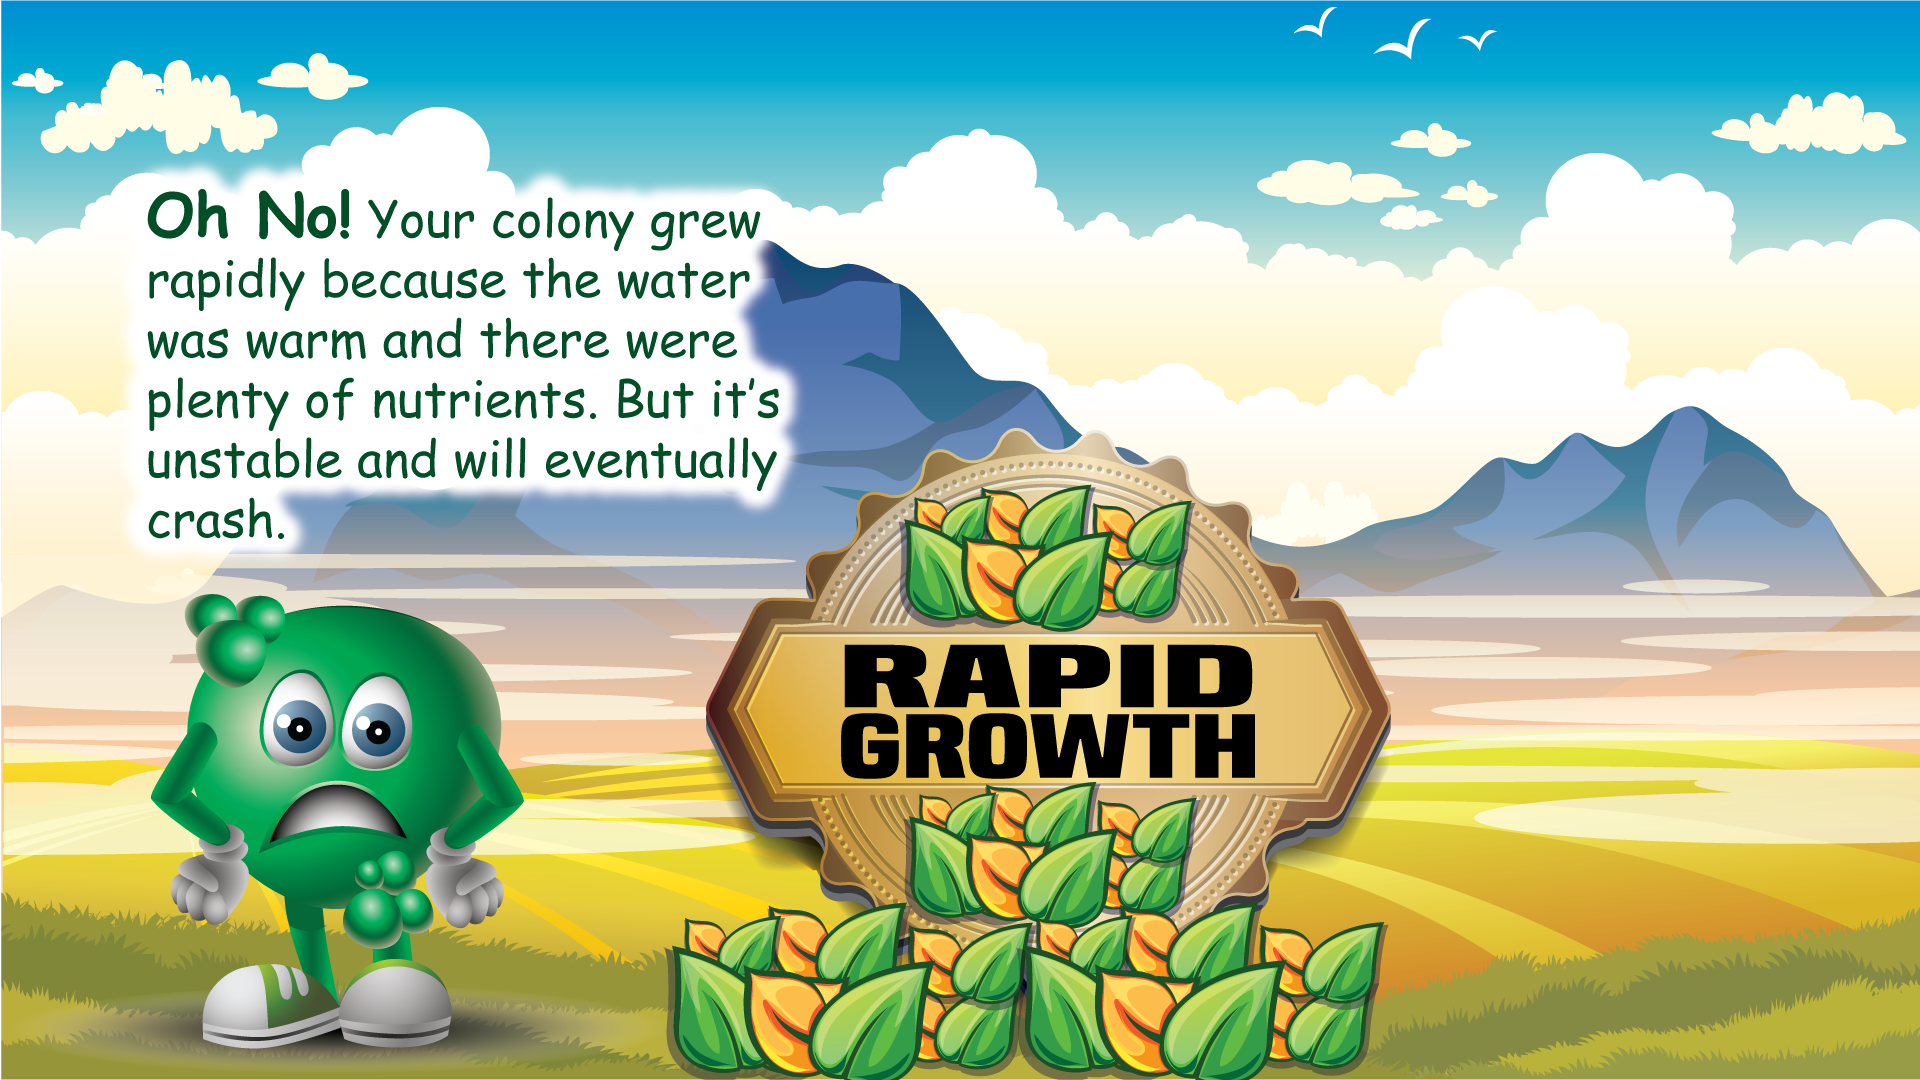 Oh No! Your colony grew
rapidly because the water
was warm and there were
plenty of nutrients. But it’s
unstable and will eventually
crash.
RAPID
GROWTH